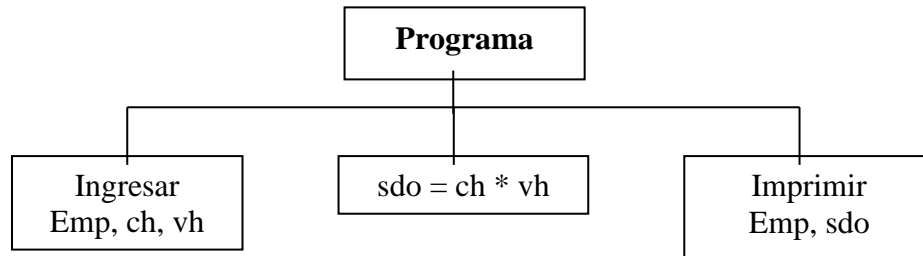 Programa
Ingresar
Emp, ch, vh
sdo = ch * vh
Imprimir
Emp, sdo